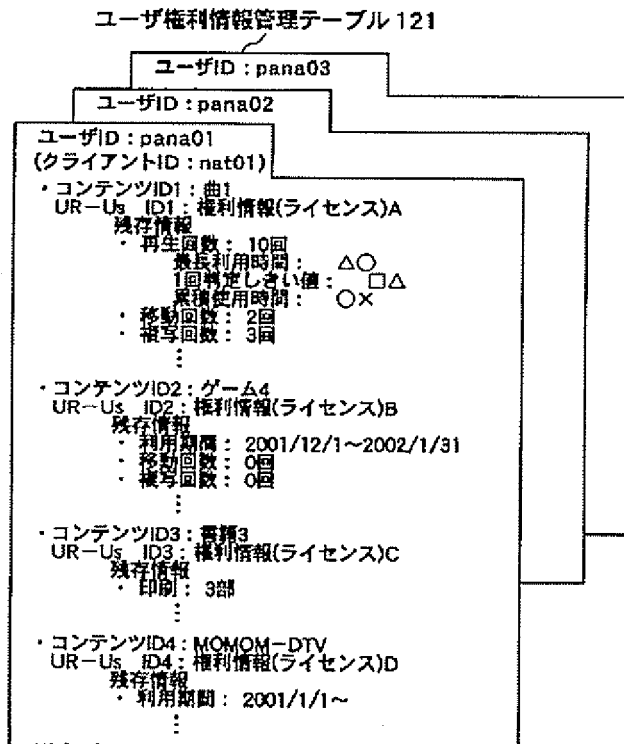 ユーザ権利情報管理テーブル 121
ユーザID：pana03
ユーザID：pana02
ユーザID：pana01
(クライアントID：nat01)
・コンテンツID1：曲1
UR－Us ID1：権利情報(ライセンス)A
残存情報
・再生回数： 10回
最長利用時間： △○
1回判定しきい値： □△
累積使用時間： ○×
・移動回数： 2回
・複写回数： 3回
⋮
・コンテンツID2：ゲーム4
UR－Us ID2：権利情報(ライセンス)B
残存情報
・利用期間： 2001/12/1～2002/1/31
・移動回数： 0回
・複写回数： 0回
⋮
・コンテンツID3：書類3
UR－Us ID3：権利情報(ライセンス)C
残存情報
・印刷： 3部
⋮
・コンテンツID4：MOMOM－DTV
UR－Us ID4：権利情報(ライセンス)D
残存情報
・利用期間： 2001/1/1～
⋮